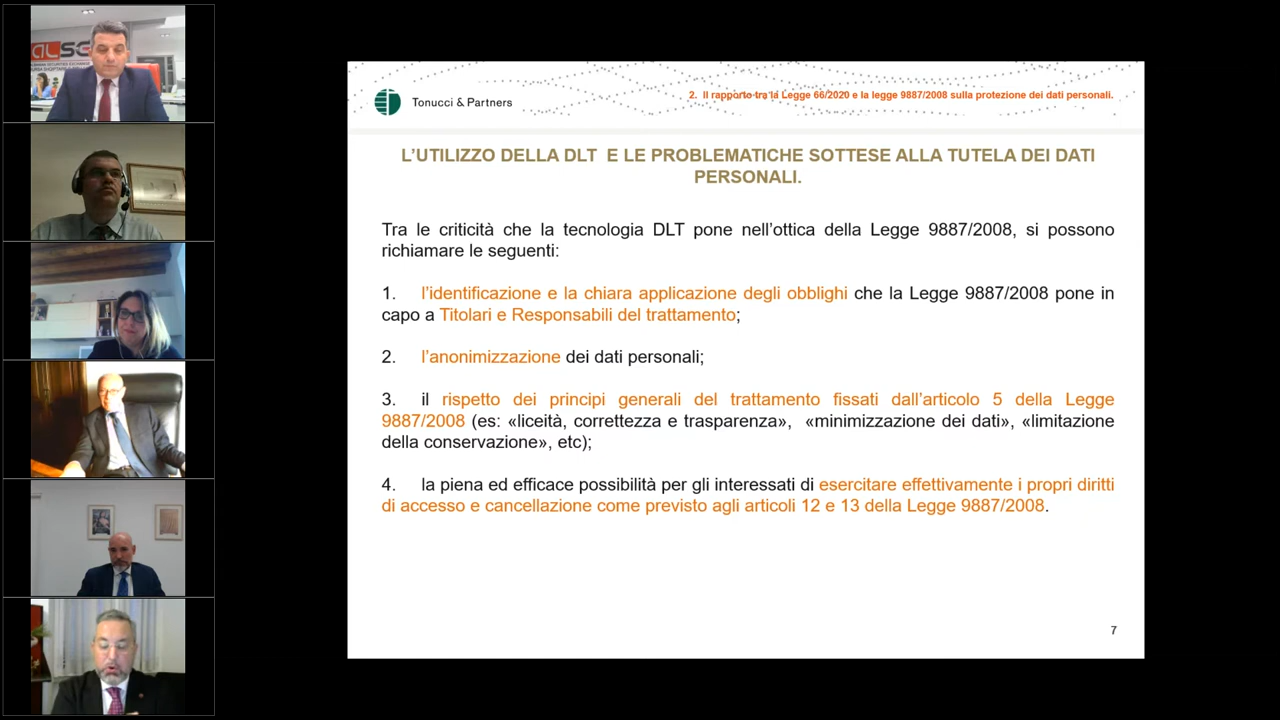 ALSE
ALBANIAN SECURITIES EXCHANGE
Tonucci & Partners
2. Il rapporto tra la Legge 66/2020 e la legge 9887/2008 sulla protezione dei dati personali.
L’UTILIZZO DELLA DLT E LE PROBLEMATICHE SOTTESE ALLA TUTELA DEI DATI
PERSONALI.
Tra le criticità che la tecnologia DLT pone nell’ottica della Legge 9887/2008, si possono
richiamare le seguenti:
1. l’identificazione e la chiara applicazione degli obblighi che la Legge 9887/2008 pone in
capo a Titolari e Responsabili del trattamento;
2. l’anonimizzazione dei dati personali;
3. il rispetto dei principi generali del trattamento fissati dall’articolo 5 della Legge
9887/2008 (es: «liceità, correttezza e trasparenza», «minimizzazione dei dati», «limitazione
della conservazione», etc);
4. la piena ed efficace possibilità per gli interessati di esercitare effettivamente i propri diritti
di accesso e cancellazione come previsto agli articoli 12 e 13 della Legge 9887/2008.
7